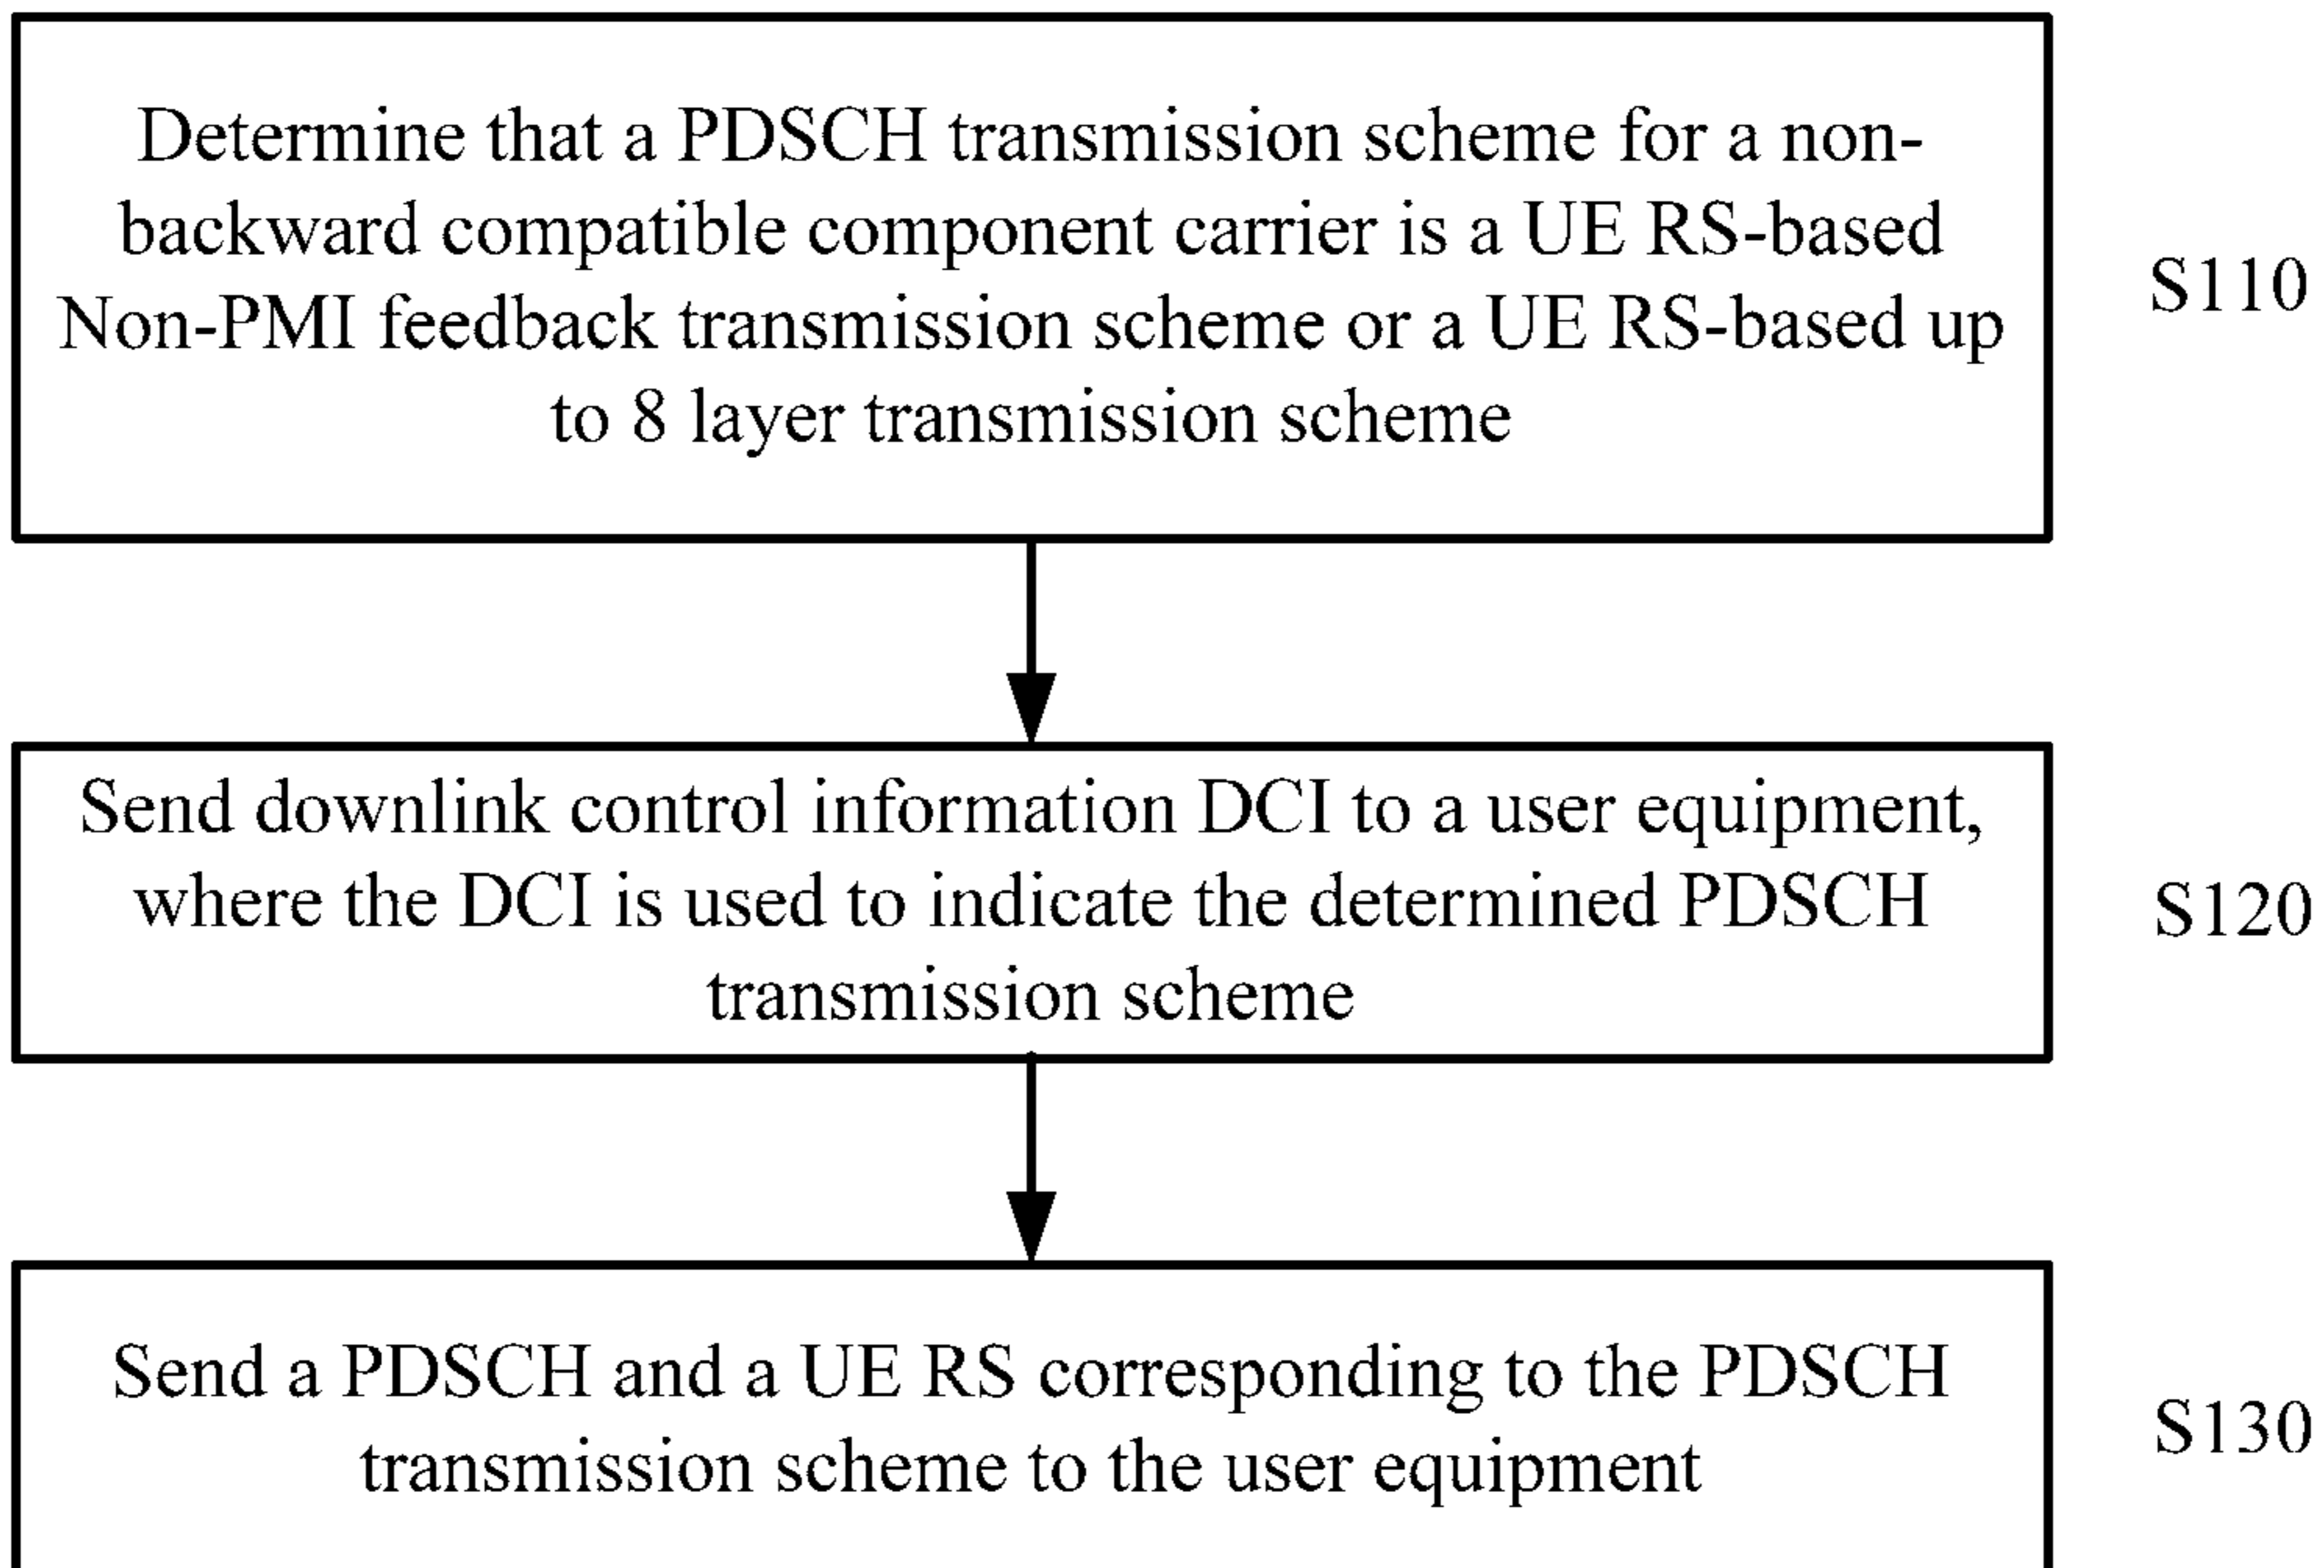 Determine that a PDSCH transmission scheme for a non-
backward compatible component carrier is a UE RS-based
Non-PMI feedback transmission scheme or a UE RS-based up
to 8 layer transmission scheme
S110
Send downlink control information DCI to a user equipment,
where the DCI is used to indicate the determined PDSCH
transmission scheme
S120
Send a PDSCH and a UE RS corresponding to the PDSCH
transmission scheme to the user equipment
S130